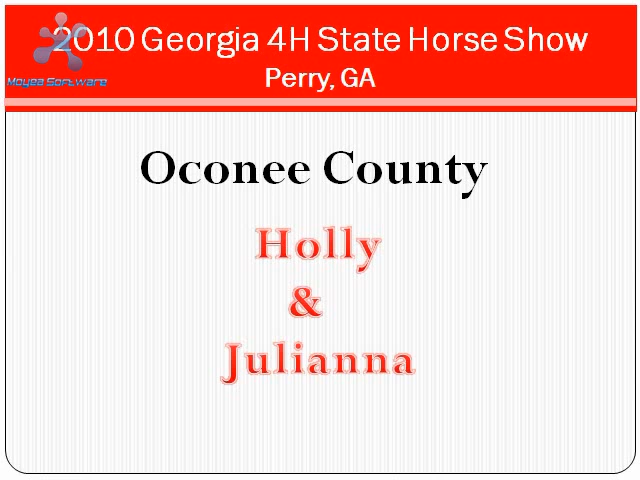 2010 Georgia 4H State Horse Show
Perry, GA
Moyea Software
Oconee County
Holly
&
Julianna